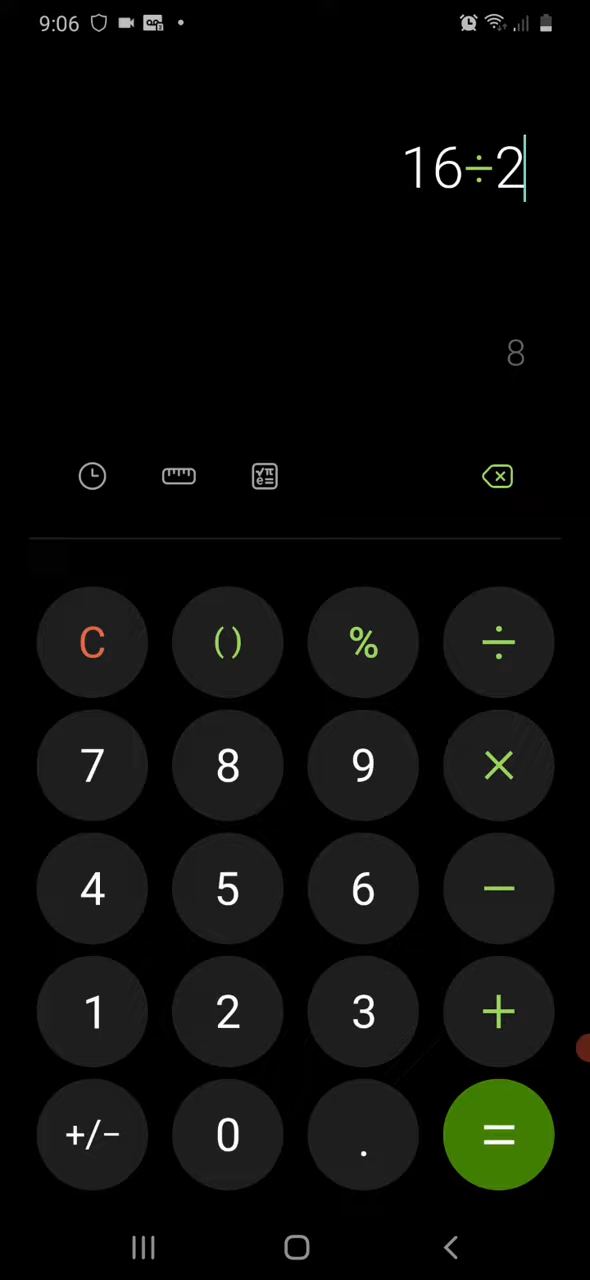 9:06
16÷2
8
C () % ÷
7 8 9 ×
4 5 6 −
1 2 3 +
+/− 0 . =